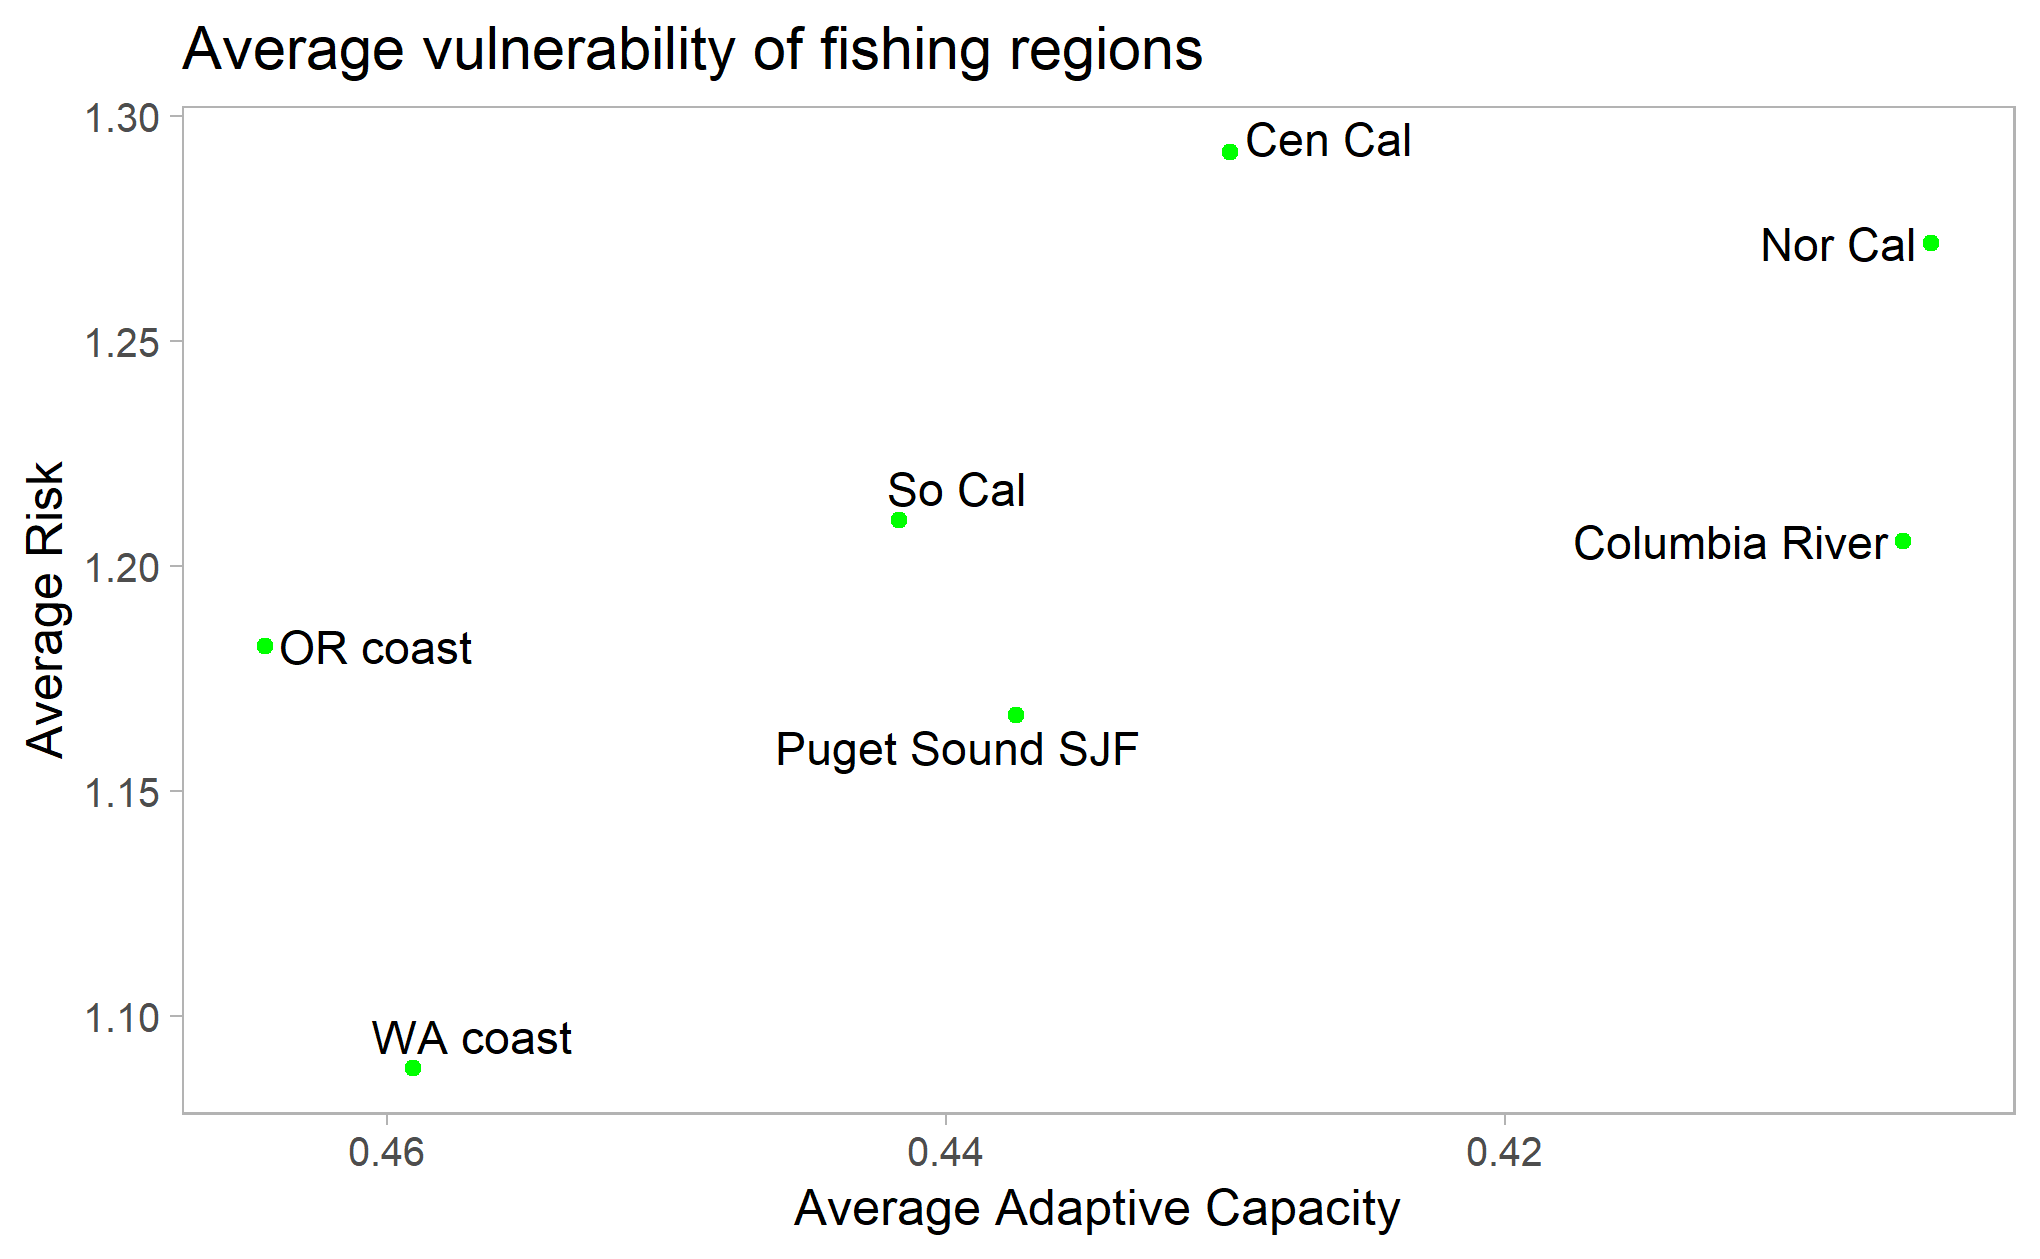 Average vulnerability of fishing regions
1.30
1.25
1.20
1.15
1.10
Average Risk
Cen Cal
Nor Cal
So Cal
Columbia River
OR coast
Puget Sound SJF
WA coast
0.46
0.44
0.42
Average Adaptive Capacity